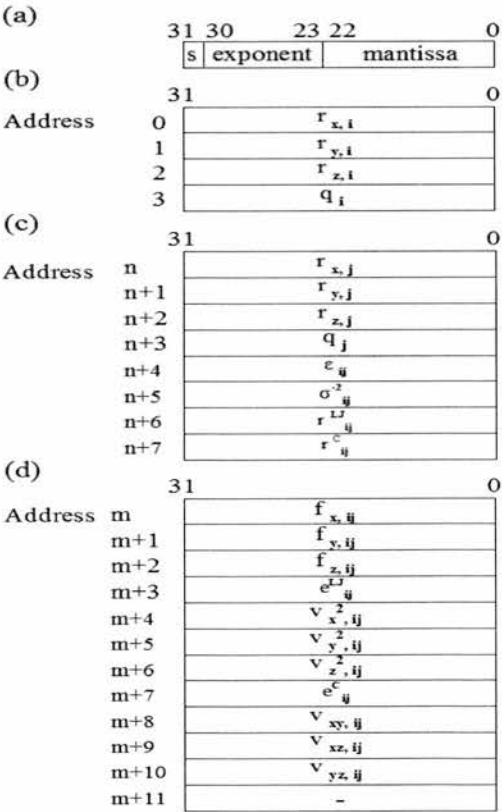 (a)
31 30 23 22 0
s exponent mantissa
(b)
31 0
Address 0 r x, i
1 r y, i
2 r z, i
3 q i
(c)
31 0
Address n r x, j
n+1 r y, j
n+2 r z, j
n+3 q j
n+4 ε ij
n+5 σ -2 ij
n+6 r LJ ij
n+7 r C ij
(d)
31 0
Address m f x, ij
m+1 f y, ij
m+2 f z, ij
m+3 e LJ ij
m+4 v x 2 , ij
m+5 v y 2 , ij
m+6 v z 2 , ij
m+7 e C ij
m+8 v xy, ij
m+9 v xz, ij
m+10 v yz, ij
m+11 -